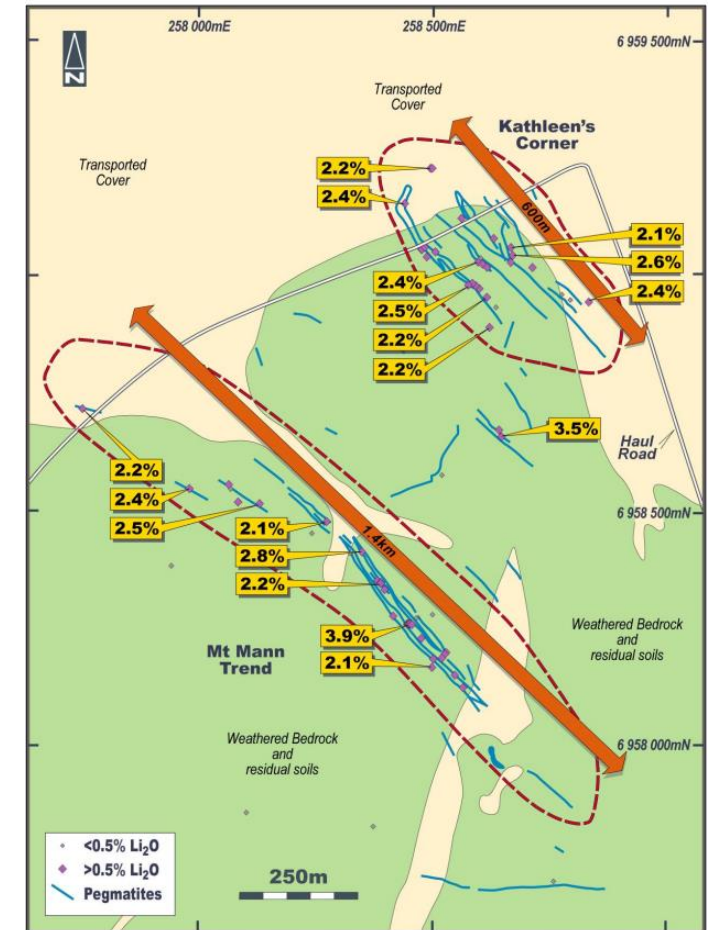 258 000mE
258 500mE
6 959 500mN
N
Transported
Cover
Kathleen's
Corner
Transported
Cover
2.2%
2.4%
600m
2.1%
2.6%
2.4%
2.4%
2.5%
2.2%
2.2%
3.5%
Haul
Road
2.2%
2.4%
2.5%
2.1%
6 958 500mN
1.4km
2.8%
2.2%
3.9%
2.1%
Mt Mann
Trend
Weathered Bedrock
and
residual soils
Weathered Bedrock
and
residual soils
6 958 000mN
<0.5% Li₂O
>0.5% Li₂O
Pegmatites
250m